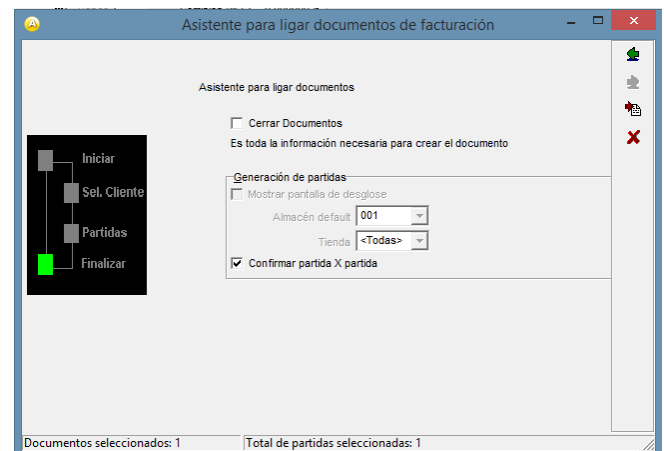 Asistente para ligar documentos de facturación
Asistente para ligar documentos
Cerrar Documentos
Es toda la información necesaria para crear el documento
Iniciar
Sel. Cliente
Partidas
Finalizar
Generación de partidas
Mostrar pantalla de desglose
Almacén default 001
Tienda <Todas>
Confirmar partida X partida
Documentos seleccionados: 1 Total de partidas seleccionadas: 1